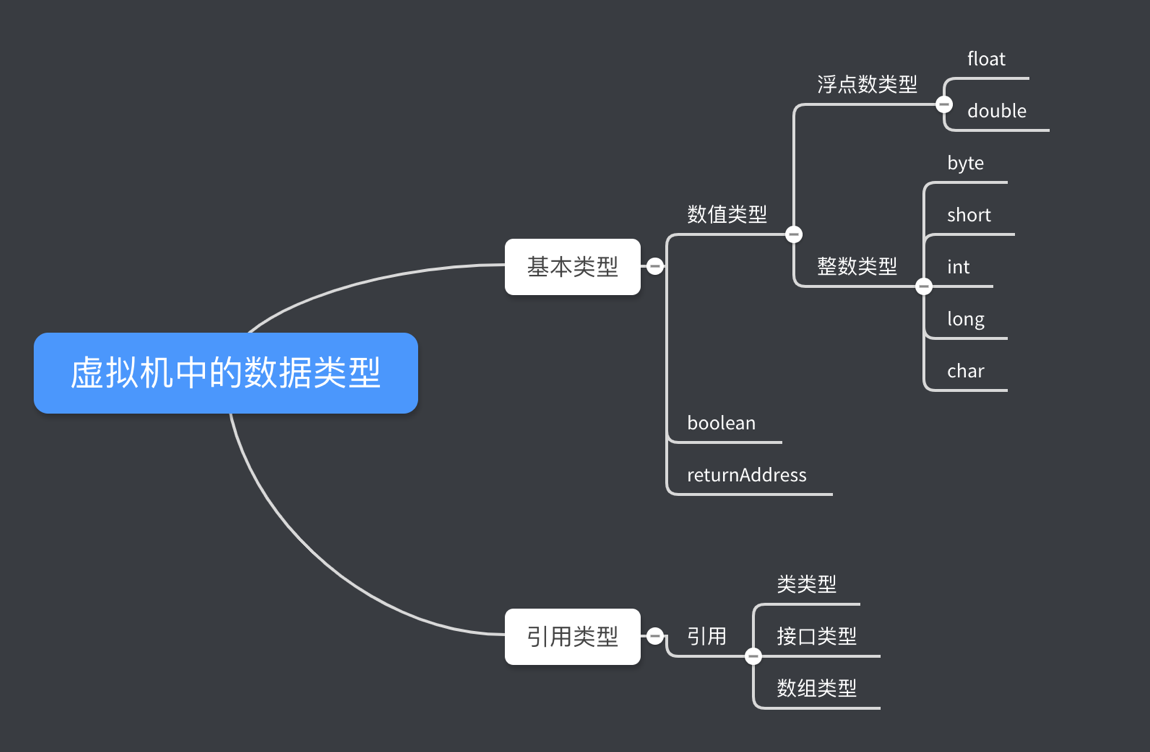 虚拟机中的数据类型
基本类型
数值类型
浮点数类型
float
double
整数类型
byte
short
int
long
char
boolean
returnAddress
引用类型
引用
类类型
接口类型
数组类型